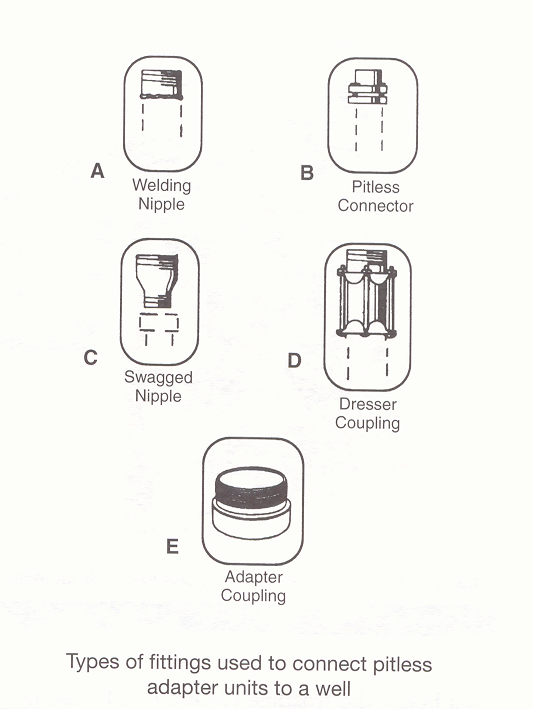 A
Welding
Nipple
B
Pitless
Connector
C
Swagged
Nipple
D
Dresser
Coupling
E
Adapter
Coupling
Types of fittings used to connect pitless
adapter units to a well